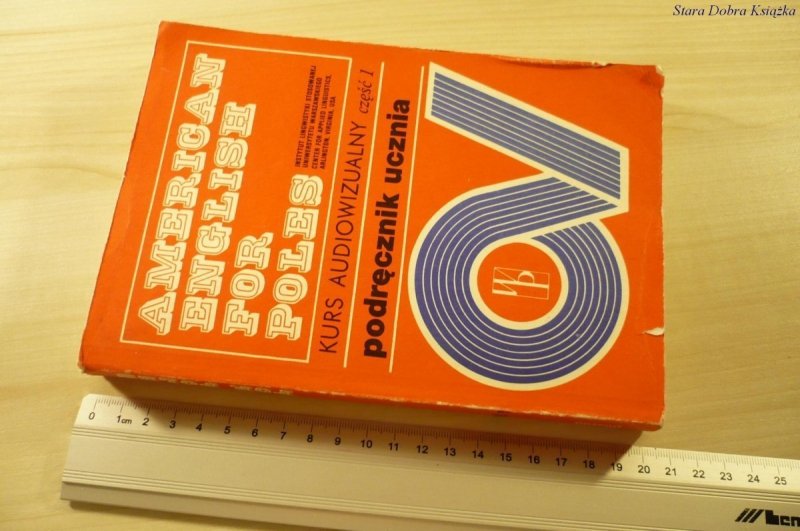 Stara Dobra Książka
AMERICAN
ENGLISH
FOR
POLES
INSTYTUT LINGWISTYKI STOSOWANEJ
UNIWERSYTETU WARSZAWSKIEGO
CENTER FOR APPLIED LINGUISTICS,
ARLINGTON, VIRGINIA, USA
KURS AUDIOWIZUALNY część 1
podręcznik ucznia
0 1cm 2 3 4 5 6 7 8 9 10 11 12 13 14 15 16 17 18 19 20 21 22 23 24 25